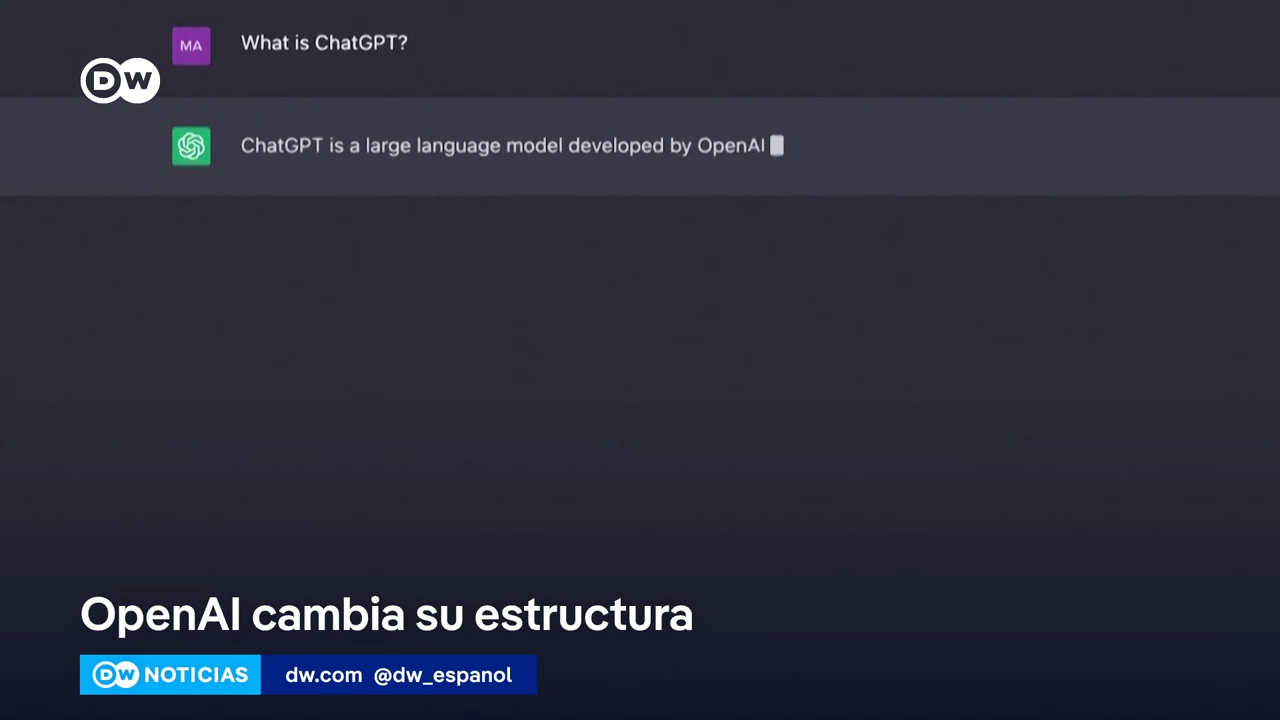 MA What is ChatGPT?
DW
ChatGPT is a large language model developed by OpenAI
OpenAI cambia su estructura
DW NOTICIAS dw.com @dw_espanol